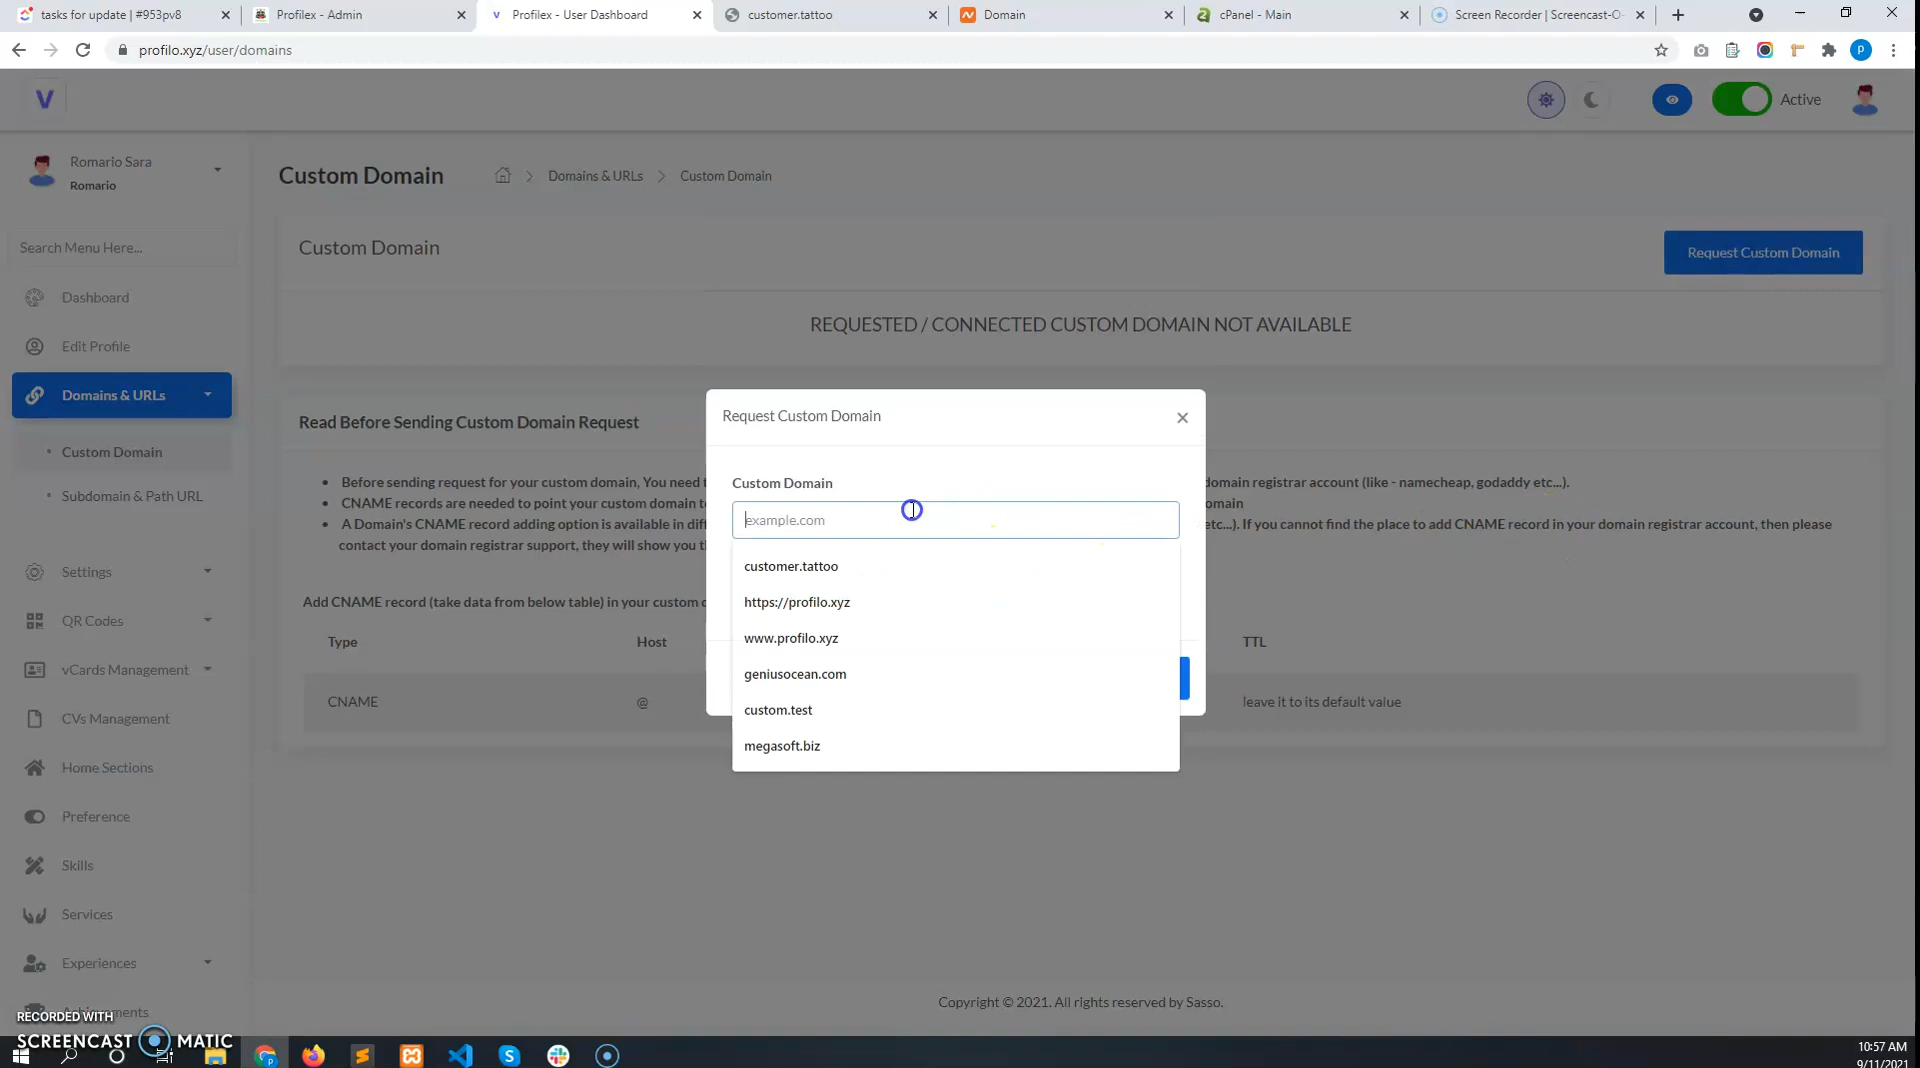 tasks for update | #953pv8
Profilex - Admin
Profilex - User Dashboard
customer.tattoo
Domain
cPanel - Main
Screen Recorder | Screencast-O-
profilo.xyz/user/domains
P
V
Active
Romario Sara
Romario
Custom Domain
Domains & URLs
Custom Domain
Search Menu Here...
Custom Domain
Request Custom Domain
Dashboard
REQUESTED / CONNECTED CUSTOM DOMAIN NOT AVAILABLE
Edit Profile
Domains & URLs
Custom Domain
Subdomain & Path URL
Settings
QR Codes
vCards Management
CVs Management
Home Sections
Preference
Skills
Services
Experiences
Read Before Sending Custom Domain Request
Before sending request for your custom domain, You need
domain registrar account (like - namecheap, godaddy etc...).
CNAME records are needed to point your custom domain
omain
A Domain's CNAME record adding option is available in
etc...). If you cannot find the place to add CNAME record in your domain registrar account, then please
contact your domain registrar support, they will show you
Add CNAME record (take data from below table) in your custom
Type
Host
TTL
CNAME
@
leave it to its default value
Request Custom Domain
×
Custom Domain
example.com
customer.tattoo
https://profilo.xyz
www.profilo.xyz
geniusocean.com
custom.test
megasoft.biz
Copyright © 2021. All rights reserved by Sasso.
RECORDED WITH
SCREENCAST MATIC
10:57 AM
9/11/2021